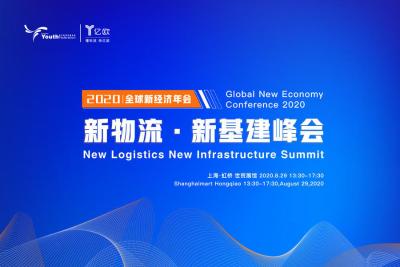 Youth
亿欧
2020 全球新经济年会
Global New Economy
Conference 2020
新物流·新基建峰会
New Logistics New Infrastructure Summit
上海-虹桥 世贸展馆 2020.8.29 13:30-17:30
Shanghaimart Hongqiao 13:30-17:30,August 29,2020